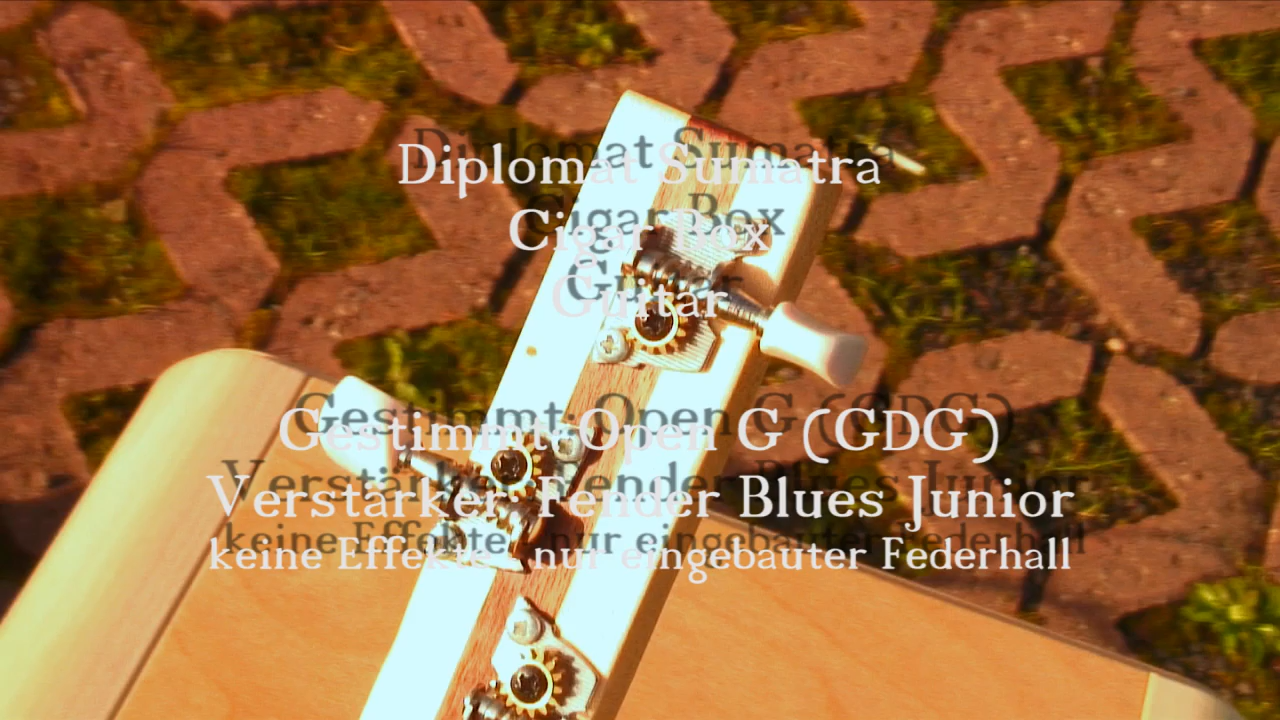 Diplomat Sumatra
Cigar Box
Guitar
Gestimmt: Open G (GDG)
Verstärker: Fender Blues Junior
keine Effekte, nur eingebauter Federhall